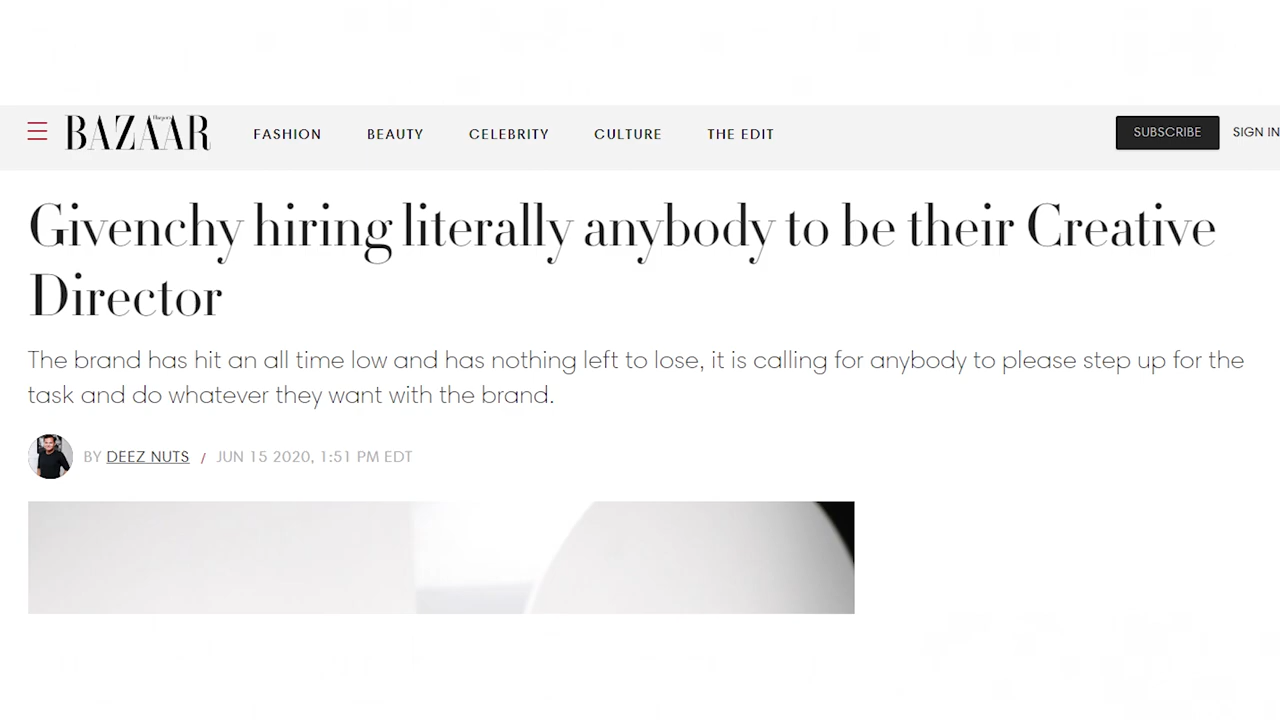 Harper's
BAZAAR
FASHION BEAUTY CELEBRITY CULTURE THE EDIT SUBSCRIBE SIGN IN
Givenchy hiring literally anybody to be their Creative
Director
The brand has hit an all time low and has nothing left to lose, it is calling for anybody to please step up for the
task and do whatever they want with the brand.
BY DEEZ NUTS / JUN 15 2020, 1:51 PM EDT